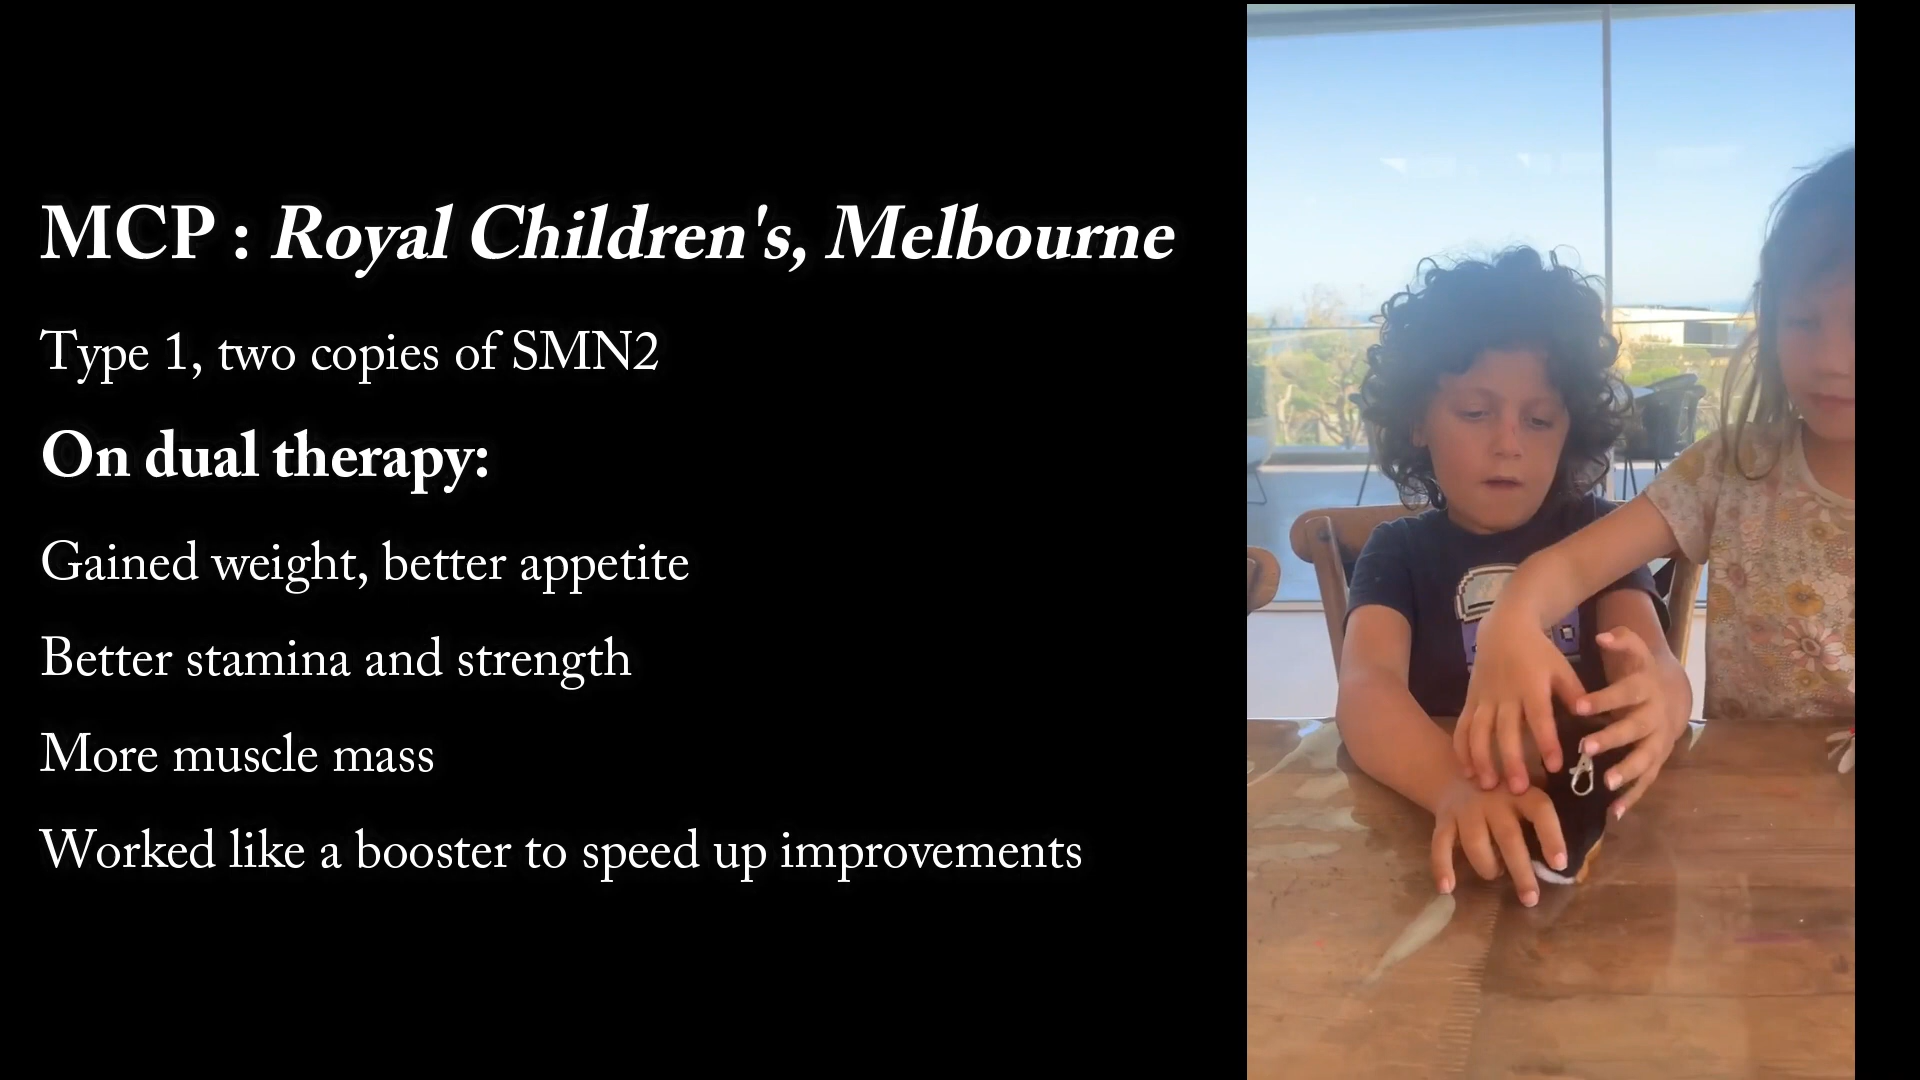 MCP : Royal Children's, Melbourne
Type 1, two copies of SMN2
On dual therapy:
Gained weight, better appetite
Better stamina and strength
More muscle mass
Worked like a booster to speed up improvements